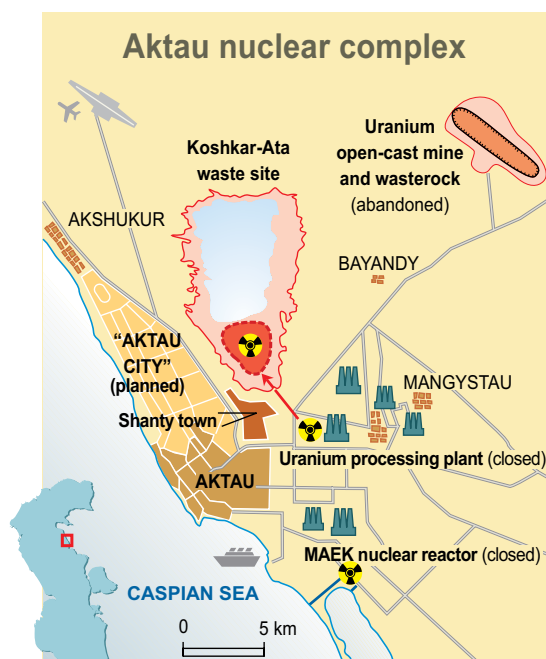 Aktau nuclear complex
Koshkar-Ata
waste site
Uranium
open-cast mine
and wasterock
(abandoned)
AKSHUKUR
BAYANDY
“AKTAU
CITY”
(planned)
MANGYSTAU
Shanty town
Uranium processing plant (closed)
AKTAU
MAEK nuclear reactor (closed)
CASPIAN SEA
0 5 km